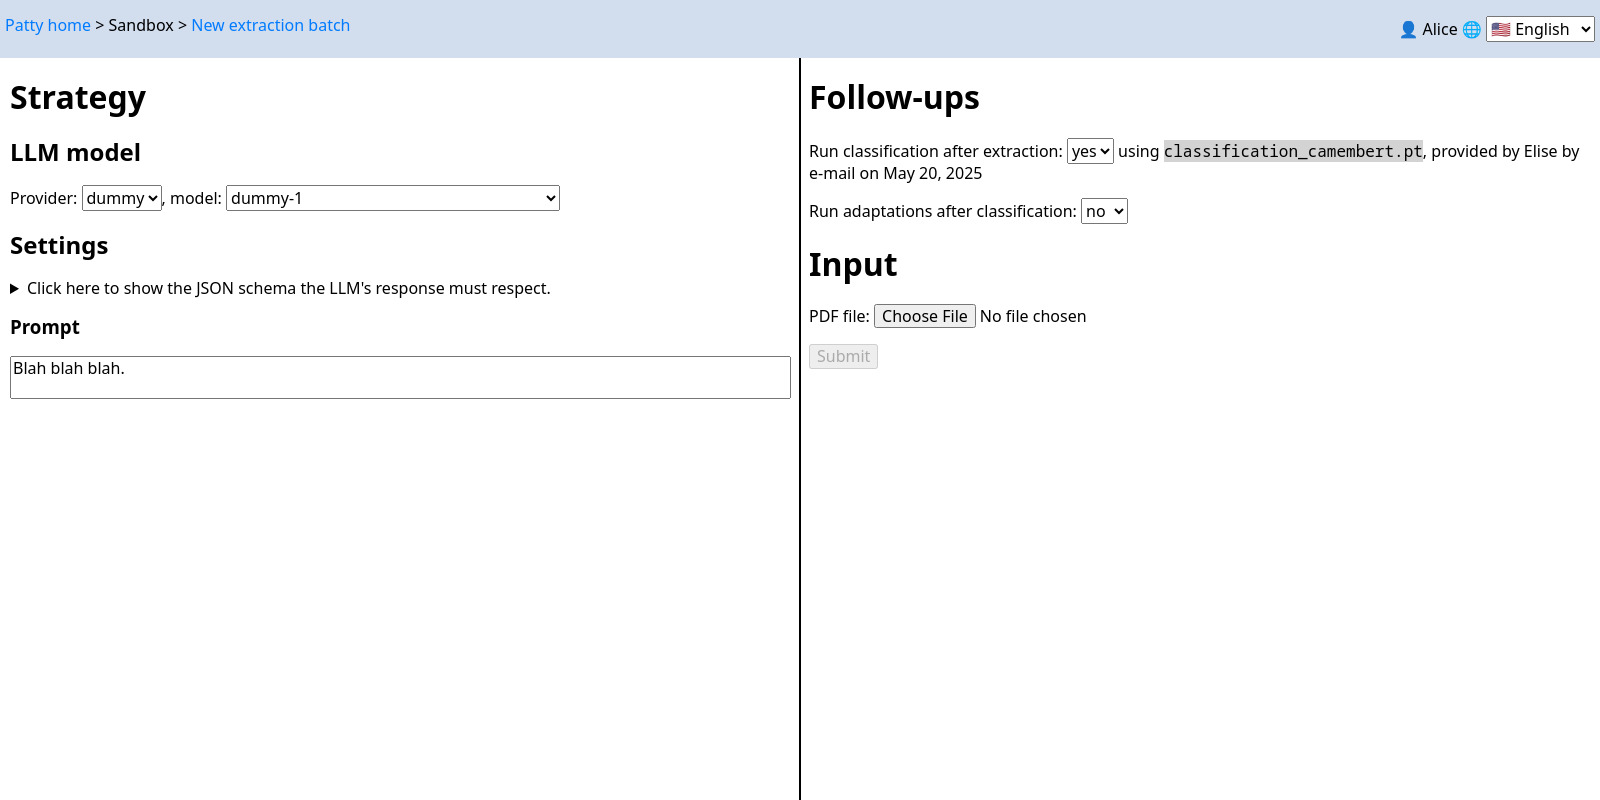 Patty home > Sandbox > New extraction batch
👤 Alice 🌐 🇺🇸 English
Strategy
LLM model
Provider: dummy, model: dummy-1
Settings
Click here to show the JSON schema the LLM's response must respect.
Prompt
Blah blah blah.
Follow-ups
Run classification after extraction: yes using classification_camembert.pt, provided by Elise by
e-mail on May 20, 2025
Run adaptations after classification: no
Input
PDF file: Choose File No file chosen
Submit